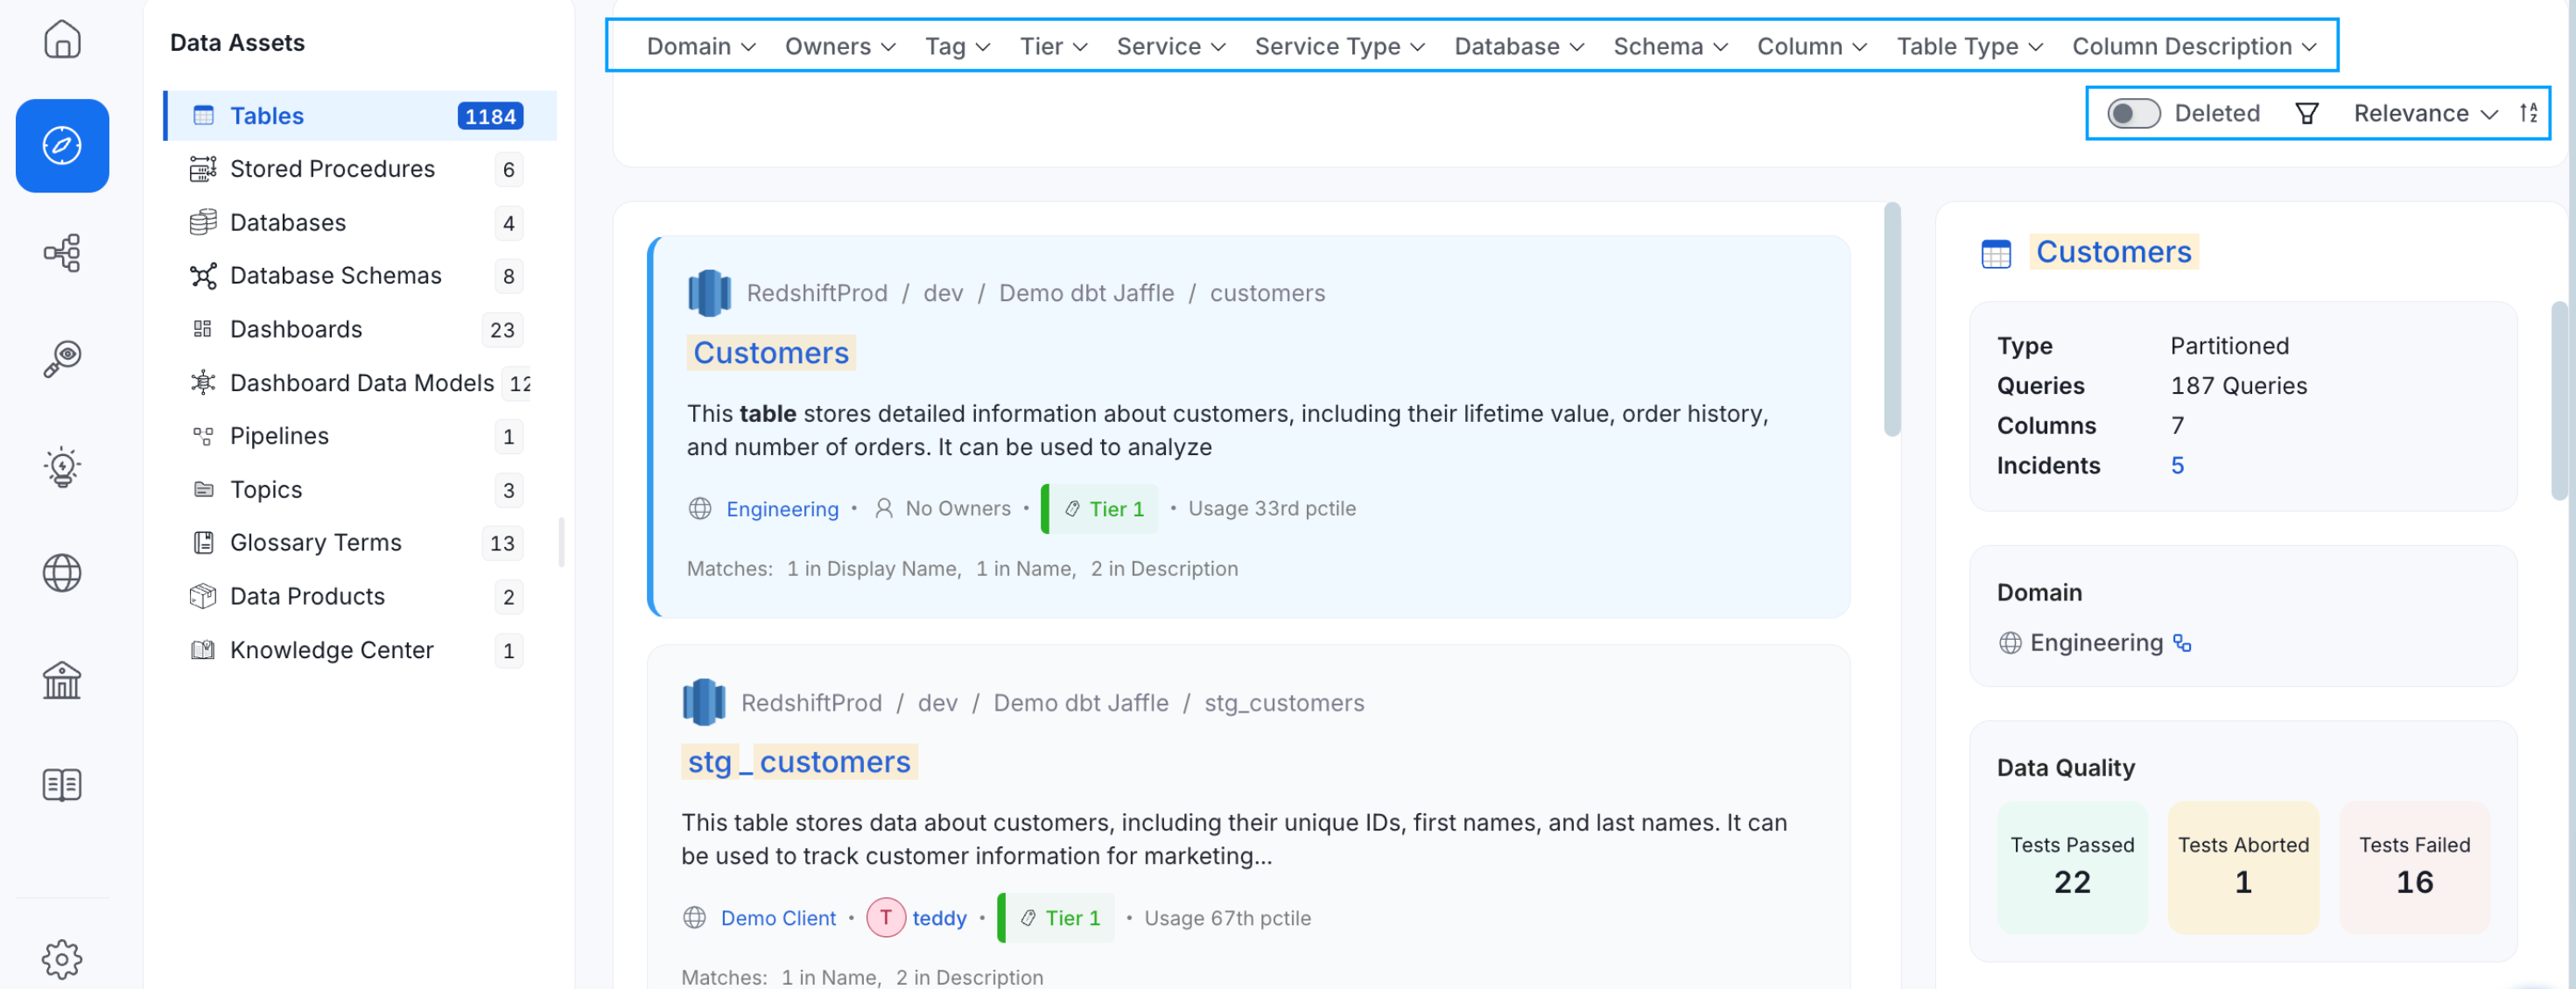 Data Assets
Tables 1184
Stored Procedures 6
Databases 4
Database Schemas 8
Dashboards 23
Dashboard Data Models 12
Pipelines 1
Topics 3
Glossary Terms 13
Data Products 2
Knowledge Center 1
Domain Owners Tag Tier Service Service Type Database Schema Column Table Type Column Description
Deleted Relevance
RedshiftProd / dev / Demo dbt Jaffle / customers
Customers
This table stores detailed information about customers, including their lifetime value, order history,
and number of orders. It can be used to analyze
Engineering • No Owners • Tier 1 • Usage 33rd pctile
Matches: 1 in Display Name, 1 in Name, 2 in Description
RedshiftProd / dev / Demo dbt Jaffle / stg_customers
stg_customers
This table stores data about customers, including their unique IDs, first names, and last names. It can
be used to track customer information for marketing...
Demo Client • T teddy • Tier 1 • Usage 67th pctile
Matches: 1 in Name, 2 in Description
Customers
Type Partitioned
Queries 187 Queries
Columns 7
Incidents 5
Domain
Engineering
Data Quality
Tests Passed
22
Tests Aborted
1
Tests Failed
16